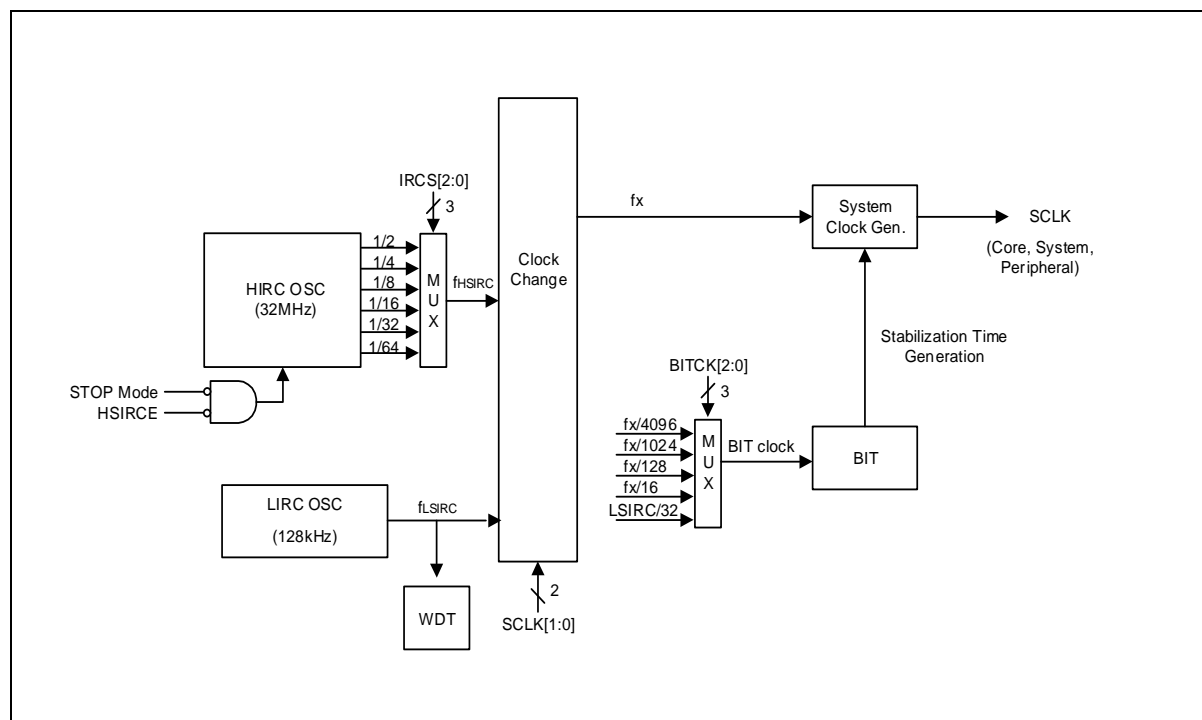 IRCS[2:0]
3
HIRC OSC
(32MHz)
1/2
1/4
1/8
1/16
1/32
1/64
M
U
X
fHSIRC
STOP Mode
HSIRCE
Clock
Change
fx
System
Clock Gen.
SCLK
(Core, System,
Peripheral)
Stabilization Time
Generation
BITCK[2:0]
3
fx/4096
fx/1024
fx/128
fx/16
LSIRC/32
M
U
X
BIT clock
BIT
LIRC OSC
(128kHz)
fLSIRC
WDT
2
SCLK[1:0]